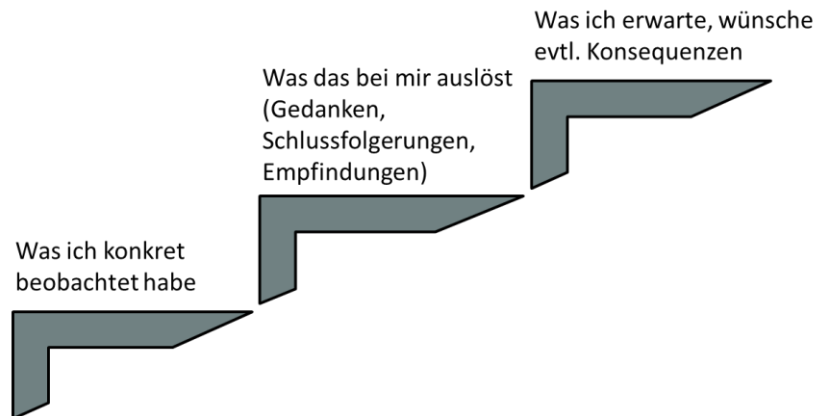 Was ich erwarte, wünsche
evtl. Konsequenzen
Was das bei mir auslöst
(Gedanken,
Schlussfolgerungen,
Empfindungen)
Was ich konkret
beobachtet habe